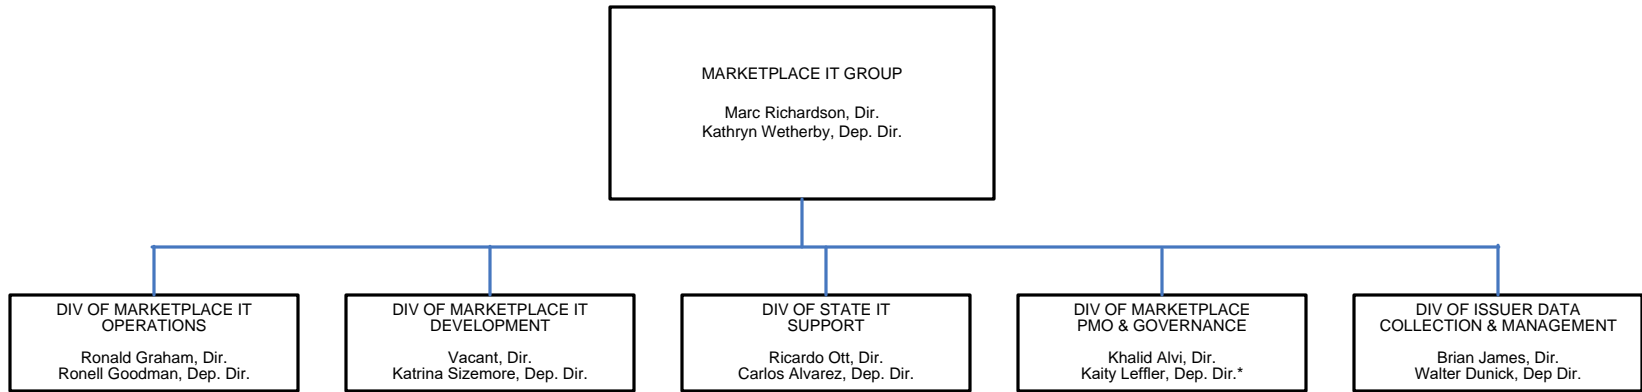 MARKETPLACE IT GROUP
Marc Richardson, Dir.
Kathryn Wetherby, Dep. Dir.
DIV OF MARKETPLACE IT
OPERATIONS
Ronald Graham, Dir.
Ronell Goodman, Dep. Dir.
DIV OF MARKETPLACE IT
DEVELOPMENT
Vacant, Dir.
Katrina Sizemore, Dep. Dir.
DIV OF STATE IT
SUPPORT
Ricardo Ott, Dir.
Carlos Alvarez, Dep. Dir.
DIV OF MARKETPLACE
PMO & GOVERNANCE
Khalid Alvi, Dir.
Kaity Leffler, Dep. Dir.*
DIV OF ISSUER DATA
COLLECTION & MANAGEMENT
Brian James, Dir.
Walter Dunick, Dep Dir.